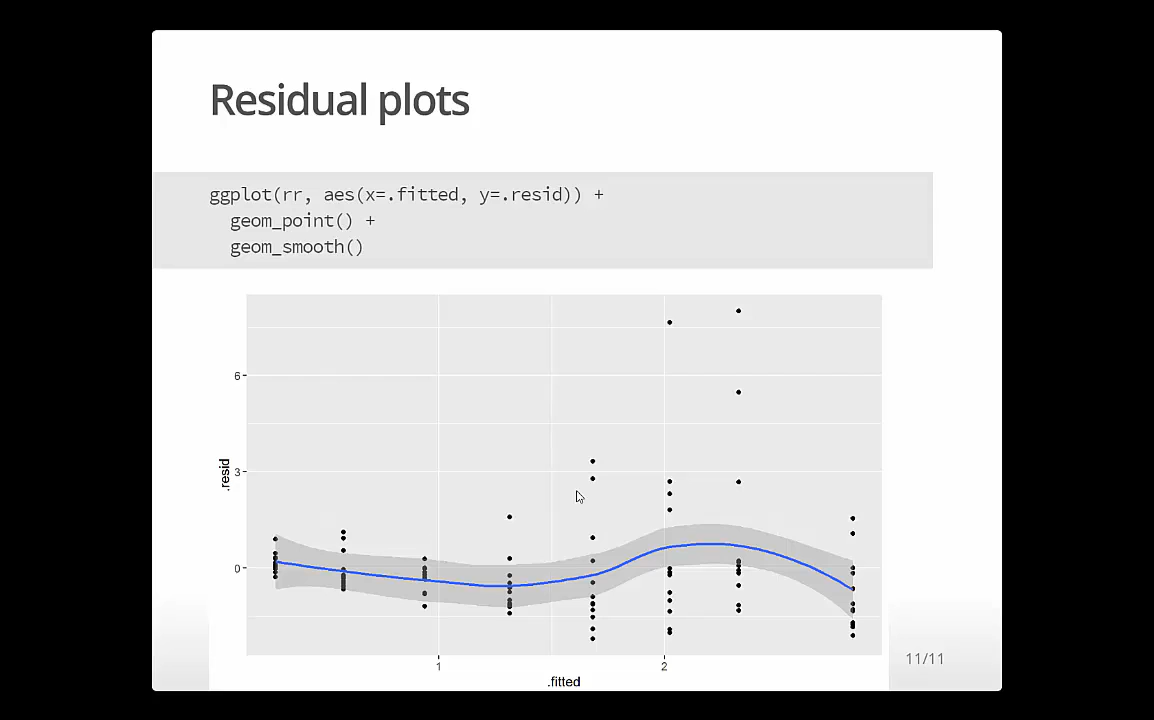 Residual plots
ggplot(rr, aes(x=.fitted, y=.resid)) +
geom_point() +
geom_smooth()
6
3
0
.resid
1
2
.fitted
11/11